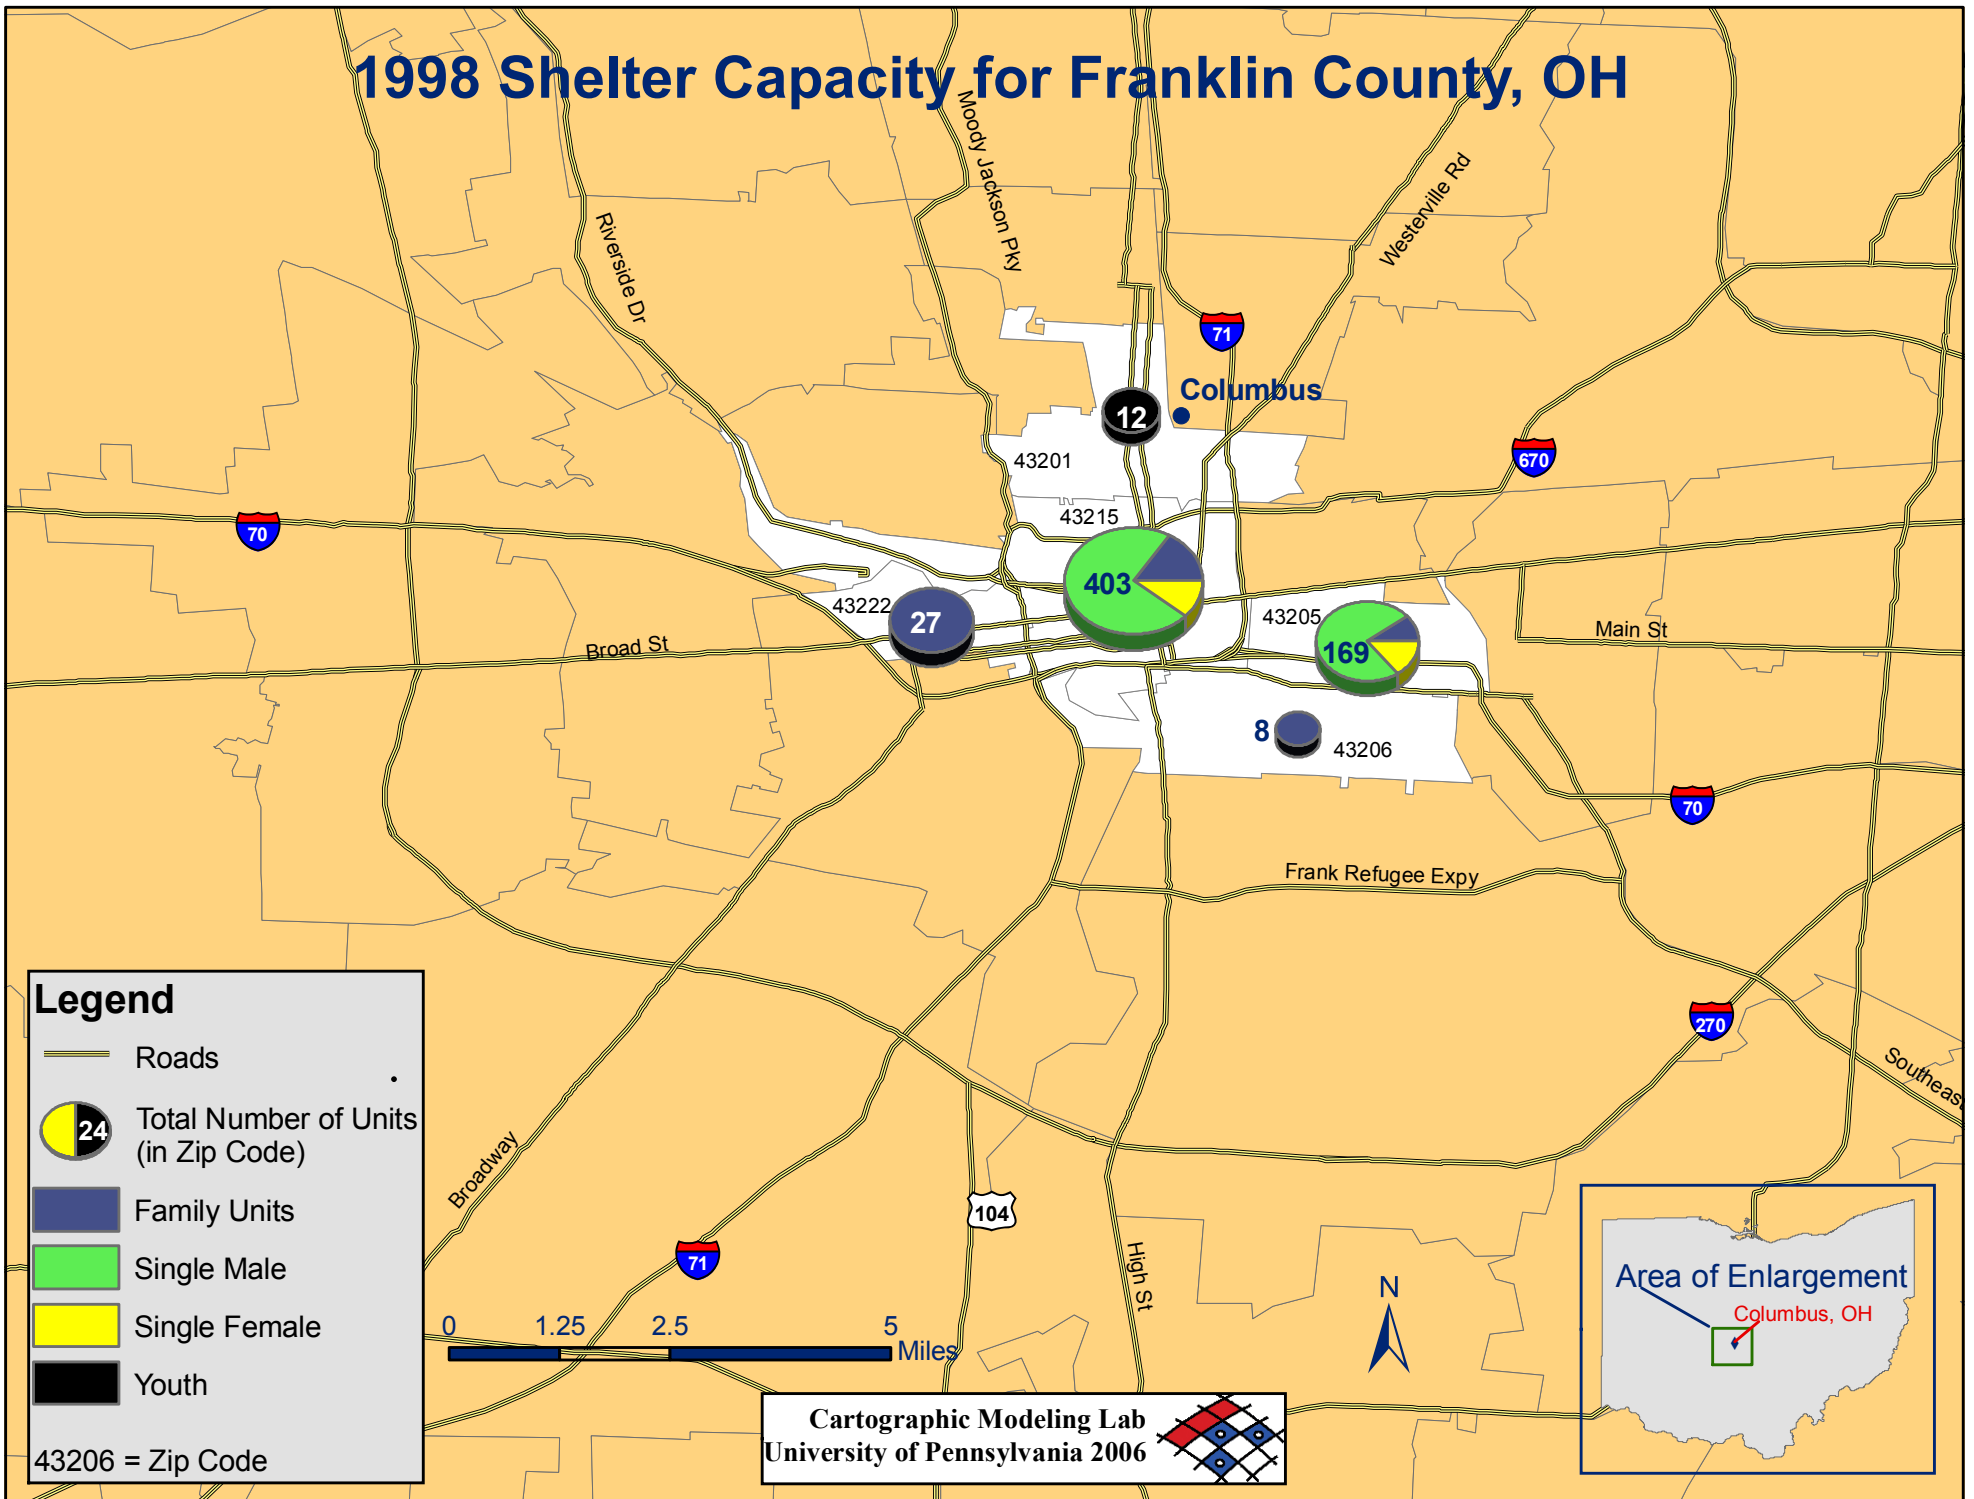 1998 Shelter Capacity for Franklin County, OH
Moody Jackson Pky
Westerville Rd
Riverside Dr
71
Columbus
12
43201
670
43215
70
403
43222
27
43205
169
Main St
Broad St
8
43206
70
Frank Refugee Expy
270
Southeast
Legend
Roads
24
Total Number of Units
(in Zip Code)
Family Units
Single Male
Single Female
Youth
43206 = Zip Code
Broadway
104
71
High St
N
0 1.25 2.5 5
Miles
Area of Enlargement
Columbus, OH
Cartographic Modeling Lab
University of Pennsylvania 2006